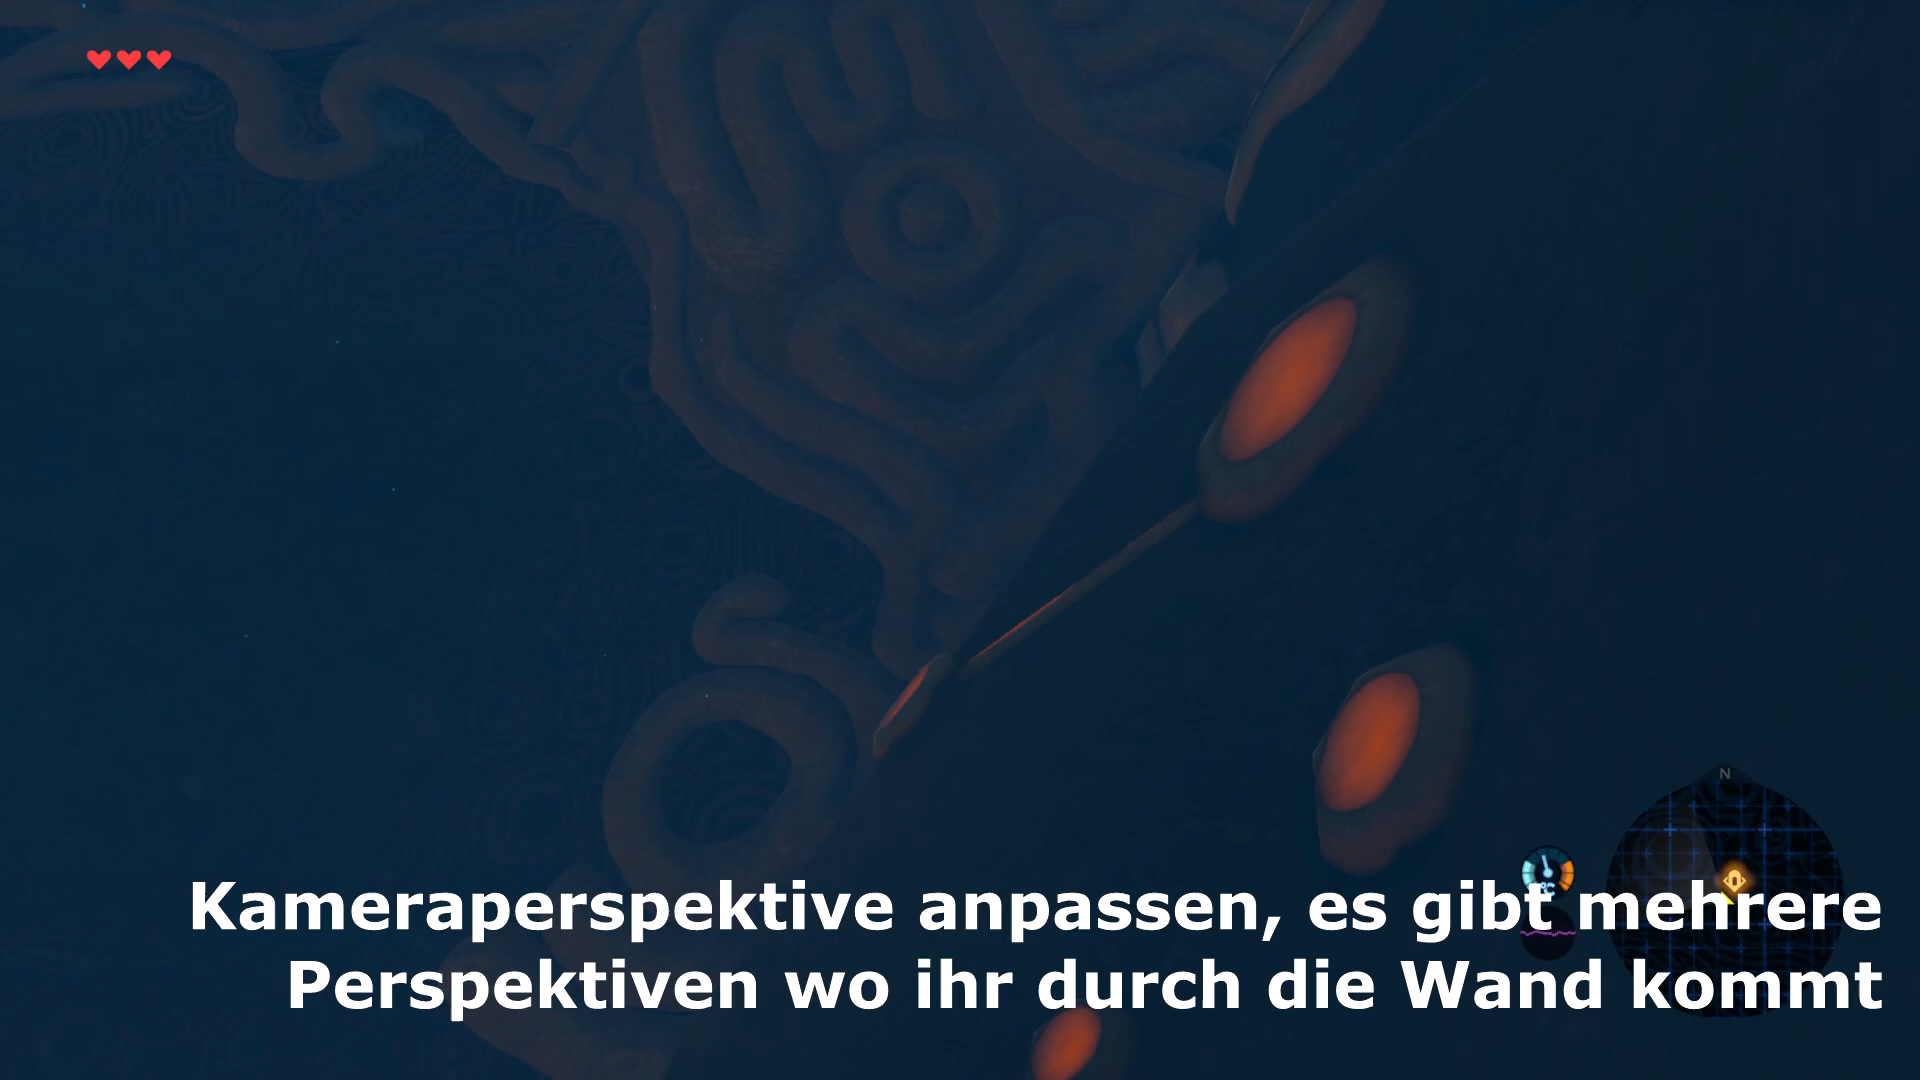 N
°C
Kameraperspektive anpassen, es gibt mehrere
Perspektiven wo ihr durch die Wand kommt